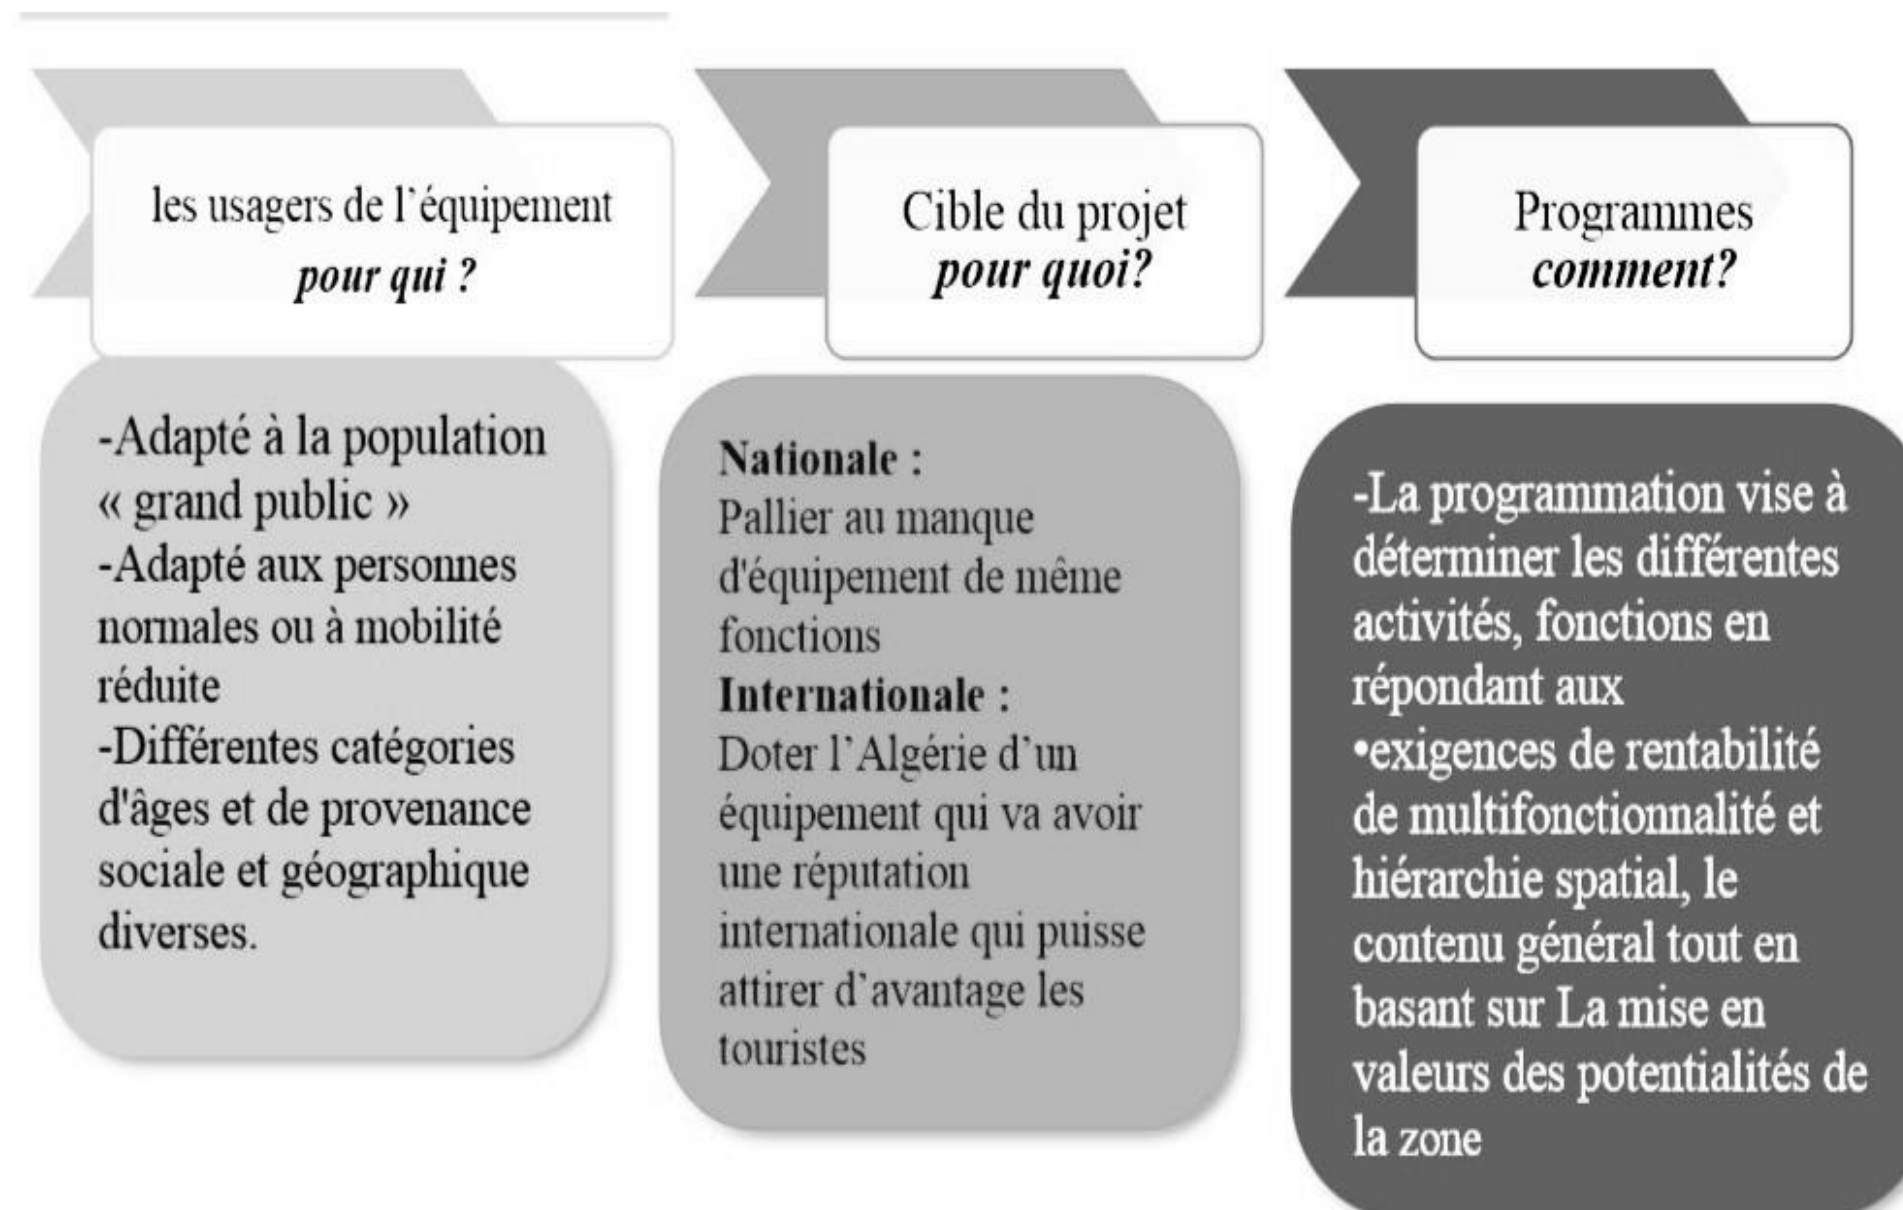 les usagers de l’équipement
pour qui ?
-Adapté à la population
« grand public »
-Adapté aux personnes
normales ou à mobilité
réduite
-Différentes catégories
d'âges et de provenance
sociale et géographique
diverses.
Cible du projet
pour quoi?
Nationale :
Pallier au manque
d'équipement de même
fonctions
Internationale :
Doter l’Algérie d’un
équipement qui va avoir
une réputation
internationale qui puisse
attirer d’avantage les
touristes
Programmes
comment?
-La programmation vise à
déterminer les différentes
activités, fonctions en
répondant aux
•exigences de rentabilité
de multifonctionnalité et
hiérarchie spatial, le
contenu général tout en
basant sur La mise en
valeurs des potentialités de
la zone